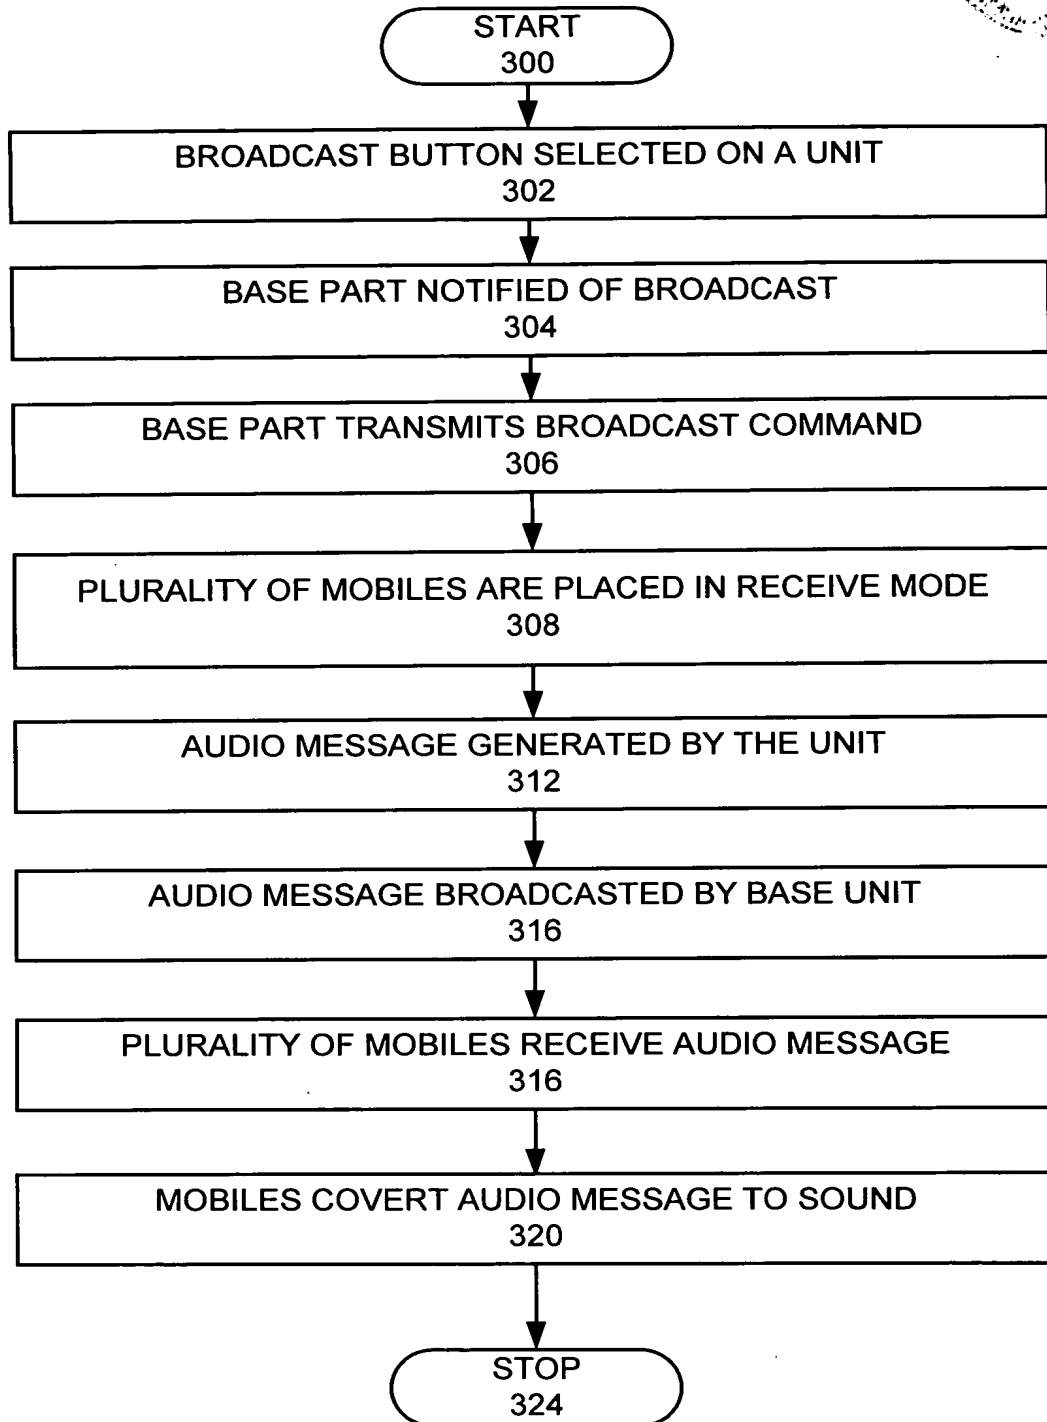 START
300
BROADCAST BUTTON SELECTED ON A UNIT
302
BASE PART NOTIFIED OF BROADCAST
304
BASE PART TRANSMITS BROADCAST COMMAND
306
PLURALITY OF MOBILES ARE PLACED IN RECEIVE MODE
308
AUDIO MESSAGE GENERATED BY THE UNIT
312
AUDIO MESSAGE BROADCASTED BY BASE UNIT
316
PLURALITY OF MOBILES RECEIVE AUDIO MESSAGE
316
MOBILES COVERT AUDIO MESSAGE TO SOUND
320
STOP
324